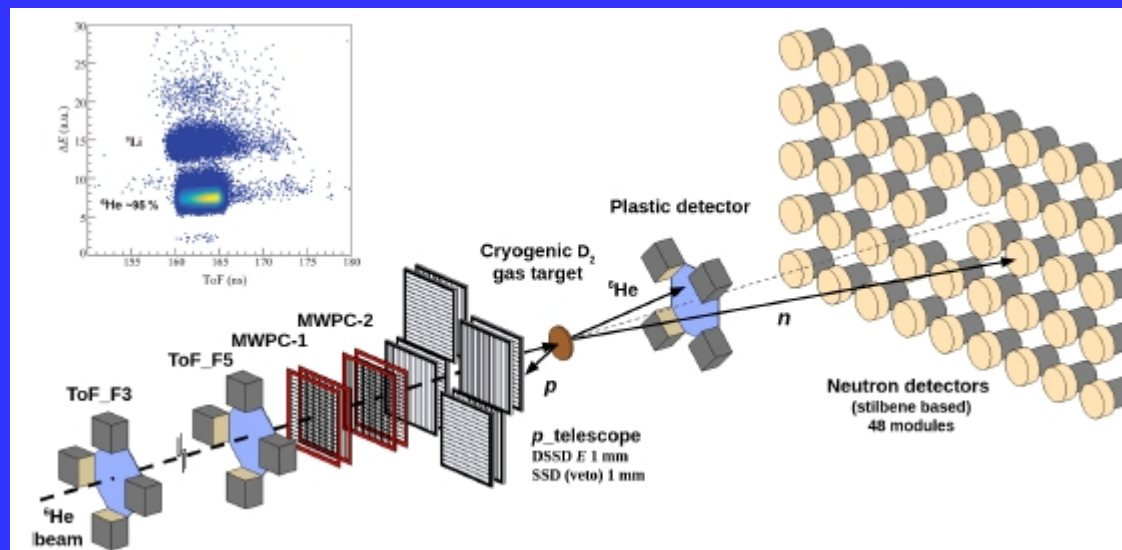 30
25
20
15
10
5
0
ΔE (a.u.)
⁶He ~95 %
155 160 165 170 175 180
ToF (ns)
Plastic detector
Cryogenic D₂
gas target
⁶He
MWPC-2
MWPC-1
ToF_F5
ToF_F3
n
p
Neutron detectors
(stilbene based)
48 modules
p_telescope
DSSD E 1 mm
SSD (veto) 1 mm
⁶He
beam